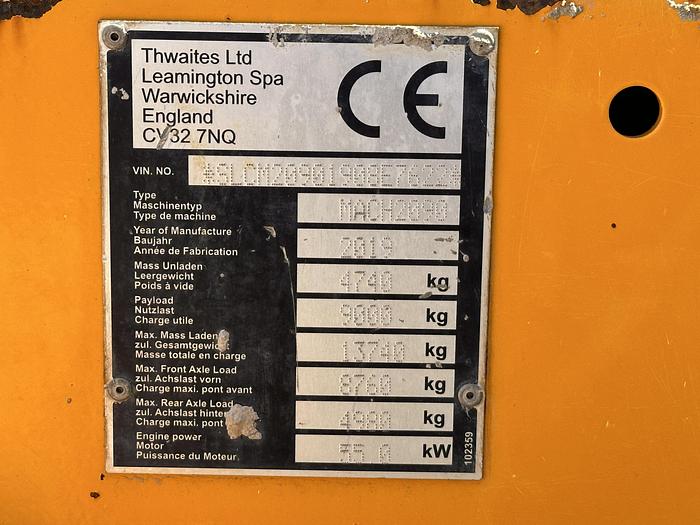 Thwaites Ltd
Leamington Spa
Warwickshire
England
CV32 7NQ
CE
VIN. NO.
Type
Maschinentyp
Type de machine
MACH2090
Year of Manufacture
Baujahr
Année de Fabrication
2019
Mass Unladen
Leergewicht
Poids à vide
4740 kg
Payload
Nutzlast
Charge utile
9000 kg
Max. Mass Laden
zul. Gesamtgewicht
Masse totale en charge
13740 kg
Max. Front Axle Load
zul. Achslast vorn
Charge maxi. pont avant
8760 kg
Max. Rear Axle Load
zul. Achslast hinten
Charge maxi. pont
4990 kg
Engine power
Motor
Puissance du Moteur
kW
102359